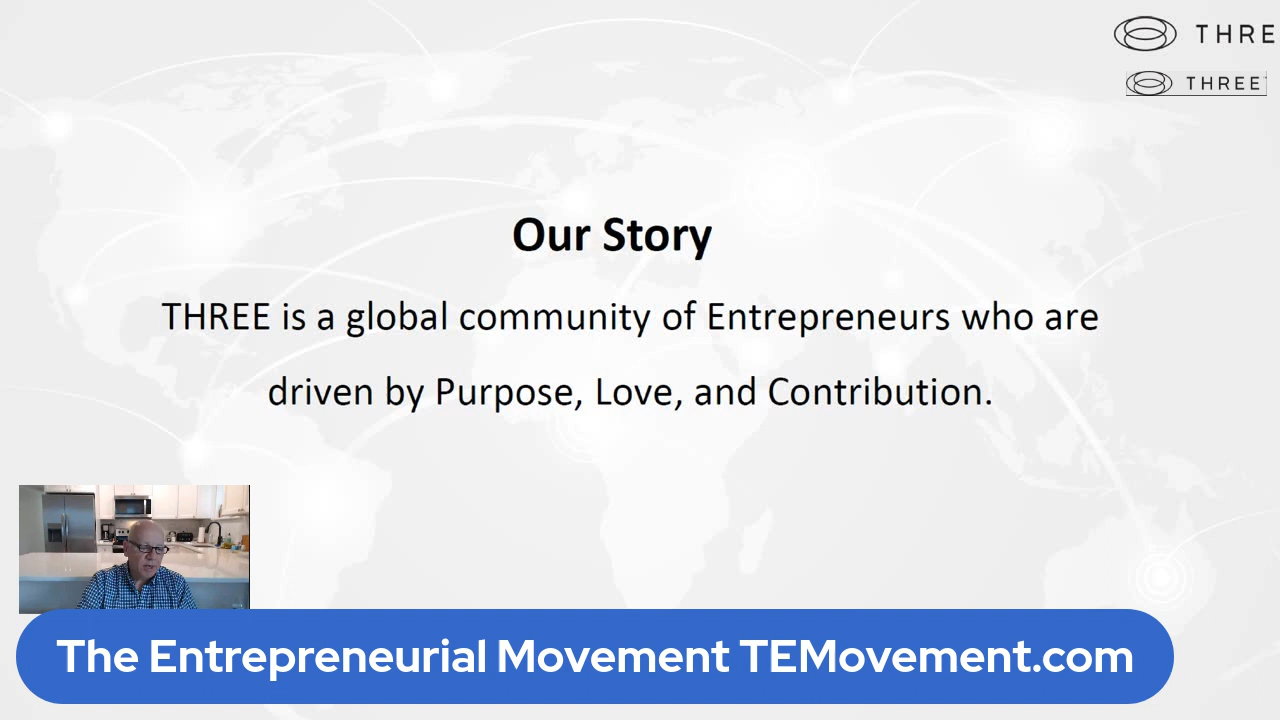 THRE
THREE
Our Story
THREE is a global community of Entrepreneurs who are
driven by Purpose, Love, and Contribution.
The Entrepreneurial Movement TEMovement.com